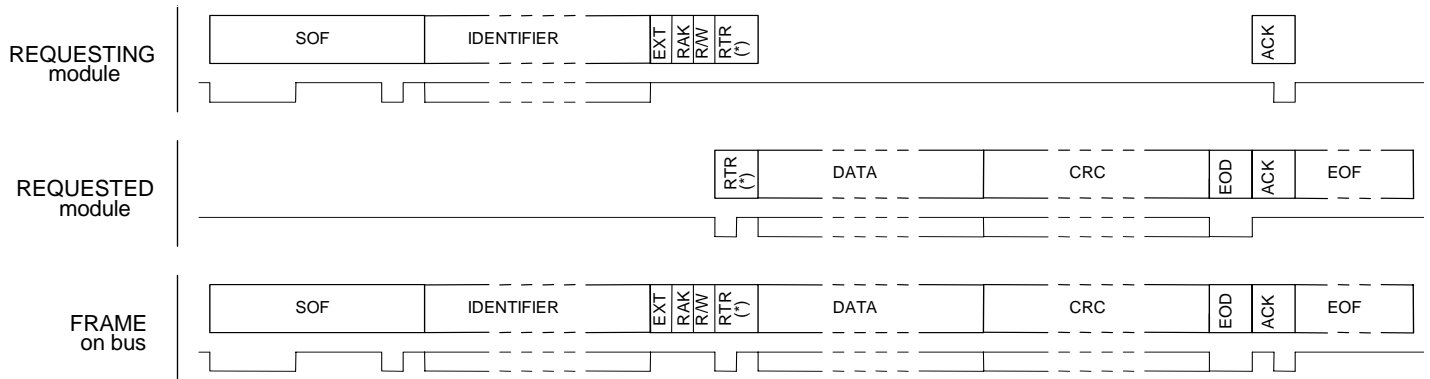 REQUESTING
module
SOF
IDENTIFIER
EXT
RAK
R/W
RTR
(*)
ACK
REQUESTED
module
RTR
(*)
DATA
CRC
EOD
ACK
EOF
FRAME
on bus
SOF
IDENTIFIER
EXT
RAK
R/W
RTR
(*)
DATA
CRC
EOD
ACK
EOF